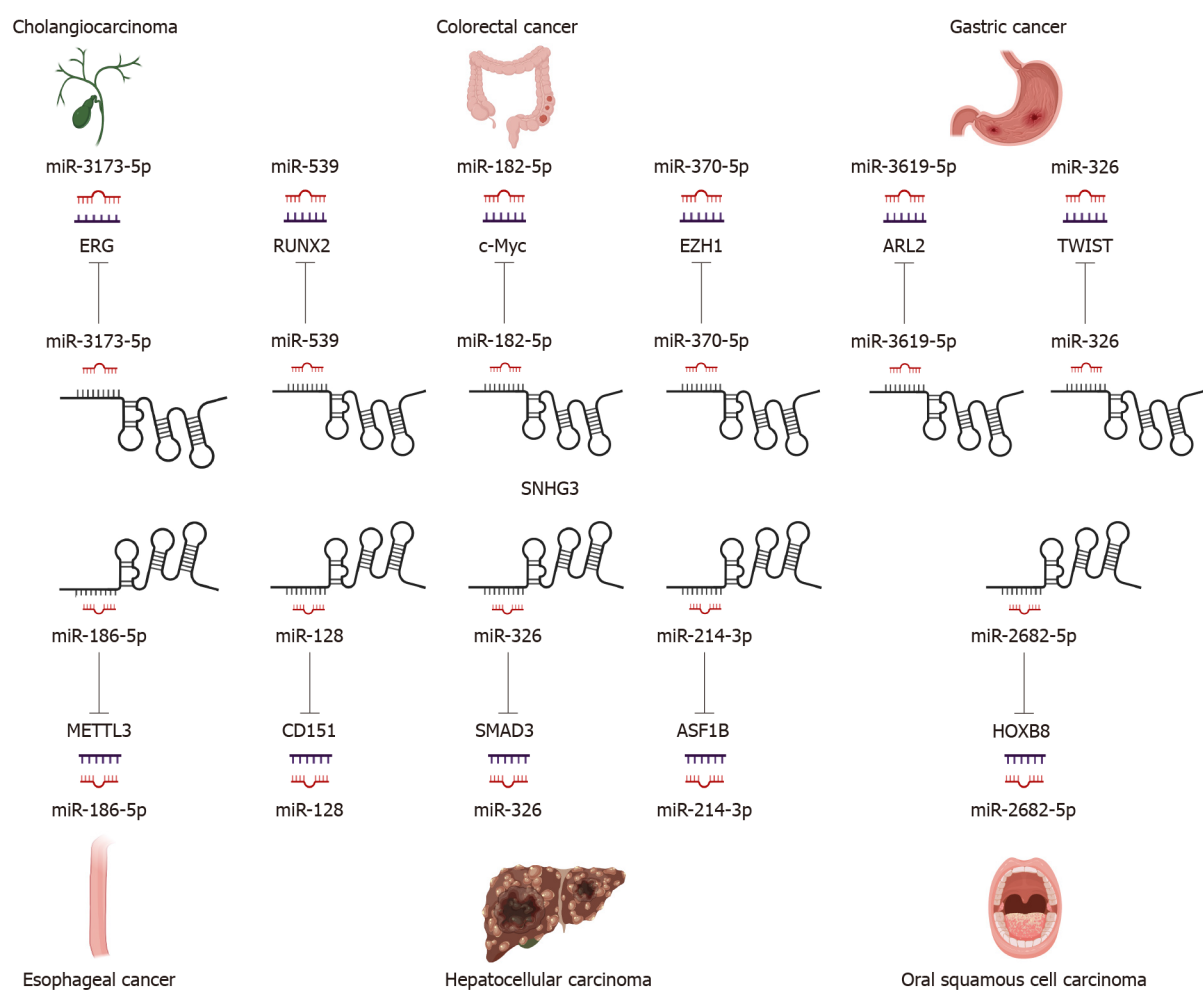 Cholangiocarcinoma
Colorectal cancer
Gastric cancer
miR-3173-5p
miR-539
miR-182-5p
miR-370-5p
miR-3619-5p
miR-326
ERG
RUNX2
c-Myc
EZH1
ARL2
TWIST
miR-3173-5p
miR-539
miR-182-5p
miR-370-5p
miR-3619-5p
miR-326
SNHG3
miR-186-5p
miR-128
miR-326
miR-214-3p
miR-2682-5p
METTL3
CD151
SMAD3
ASF1B
HOXB8
miR-186-5p
miR-128
miR-326
miR-214-3p
miR-2682-5p
Esophageal cancer
Hepatocellular carcinoma
Oral squamous cell carcinoma